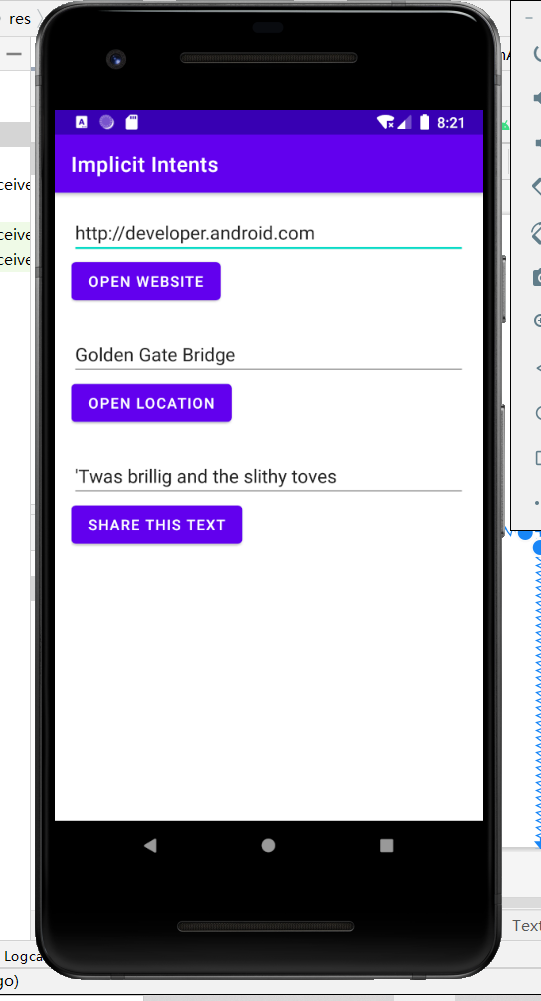 res
8:21
Implicit Intents
http://developer.android.com
OPEN WEBSITE
Golden Gate Bridge
OPEN LOCATION
'Twas brillig and the slithy toves
SHARE THIS TEXT
ceive
ceive
ceive
Text
Logca
go)